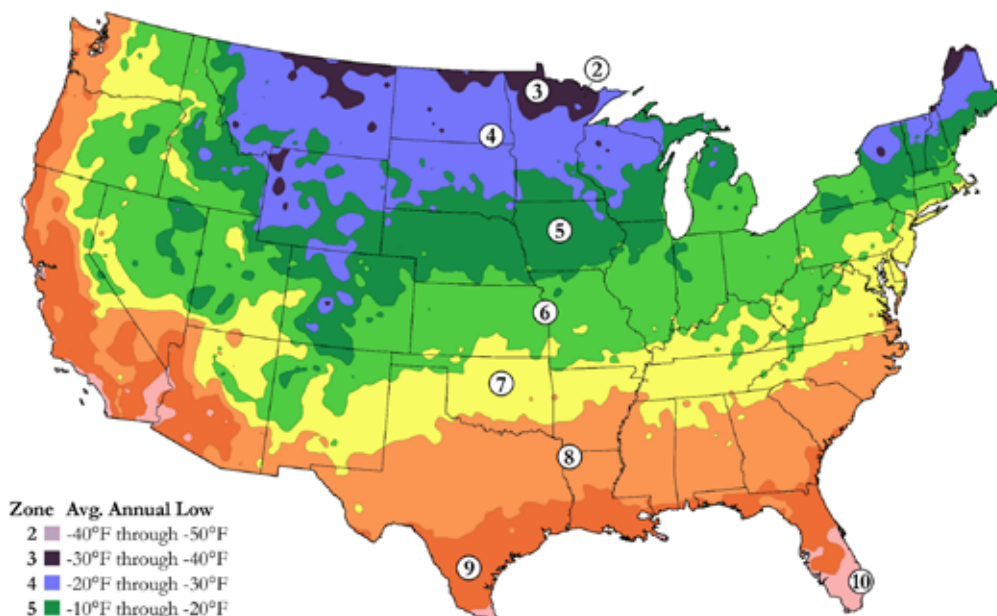 2
3
4
5
6
7
8
9
10
Zone Avg. Annual Low
2 -40°F through -50°F
3 -30°F through -40°F
4 -20°F through -30°F
5 -10°F through -20°F